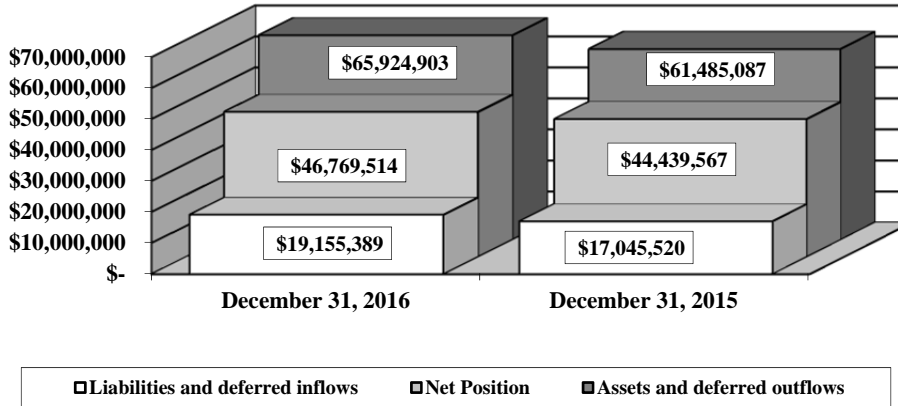 $70,000,000
$60,000,000
$50,000,000
$40,000,000
$30,000,000
$20,000,000
$10,000,000
$-
$65,924,903
$61,485,087
$46,769,514
$44,439,567
$19,155,389
$17,045,520
December 31, 2016
December 31, 2015
Liabilities and deferred inflows
Net Position
Assets and deferred outflows